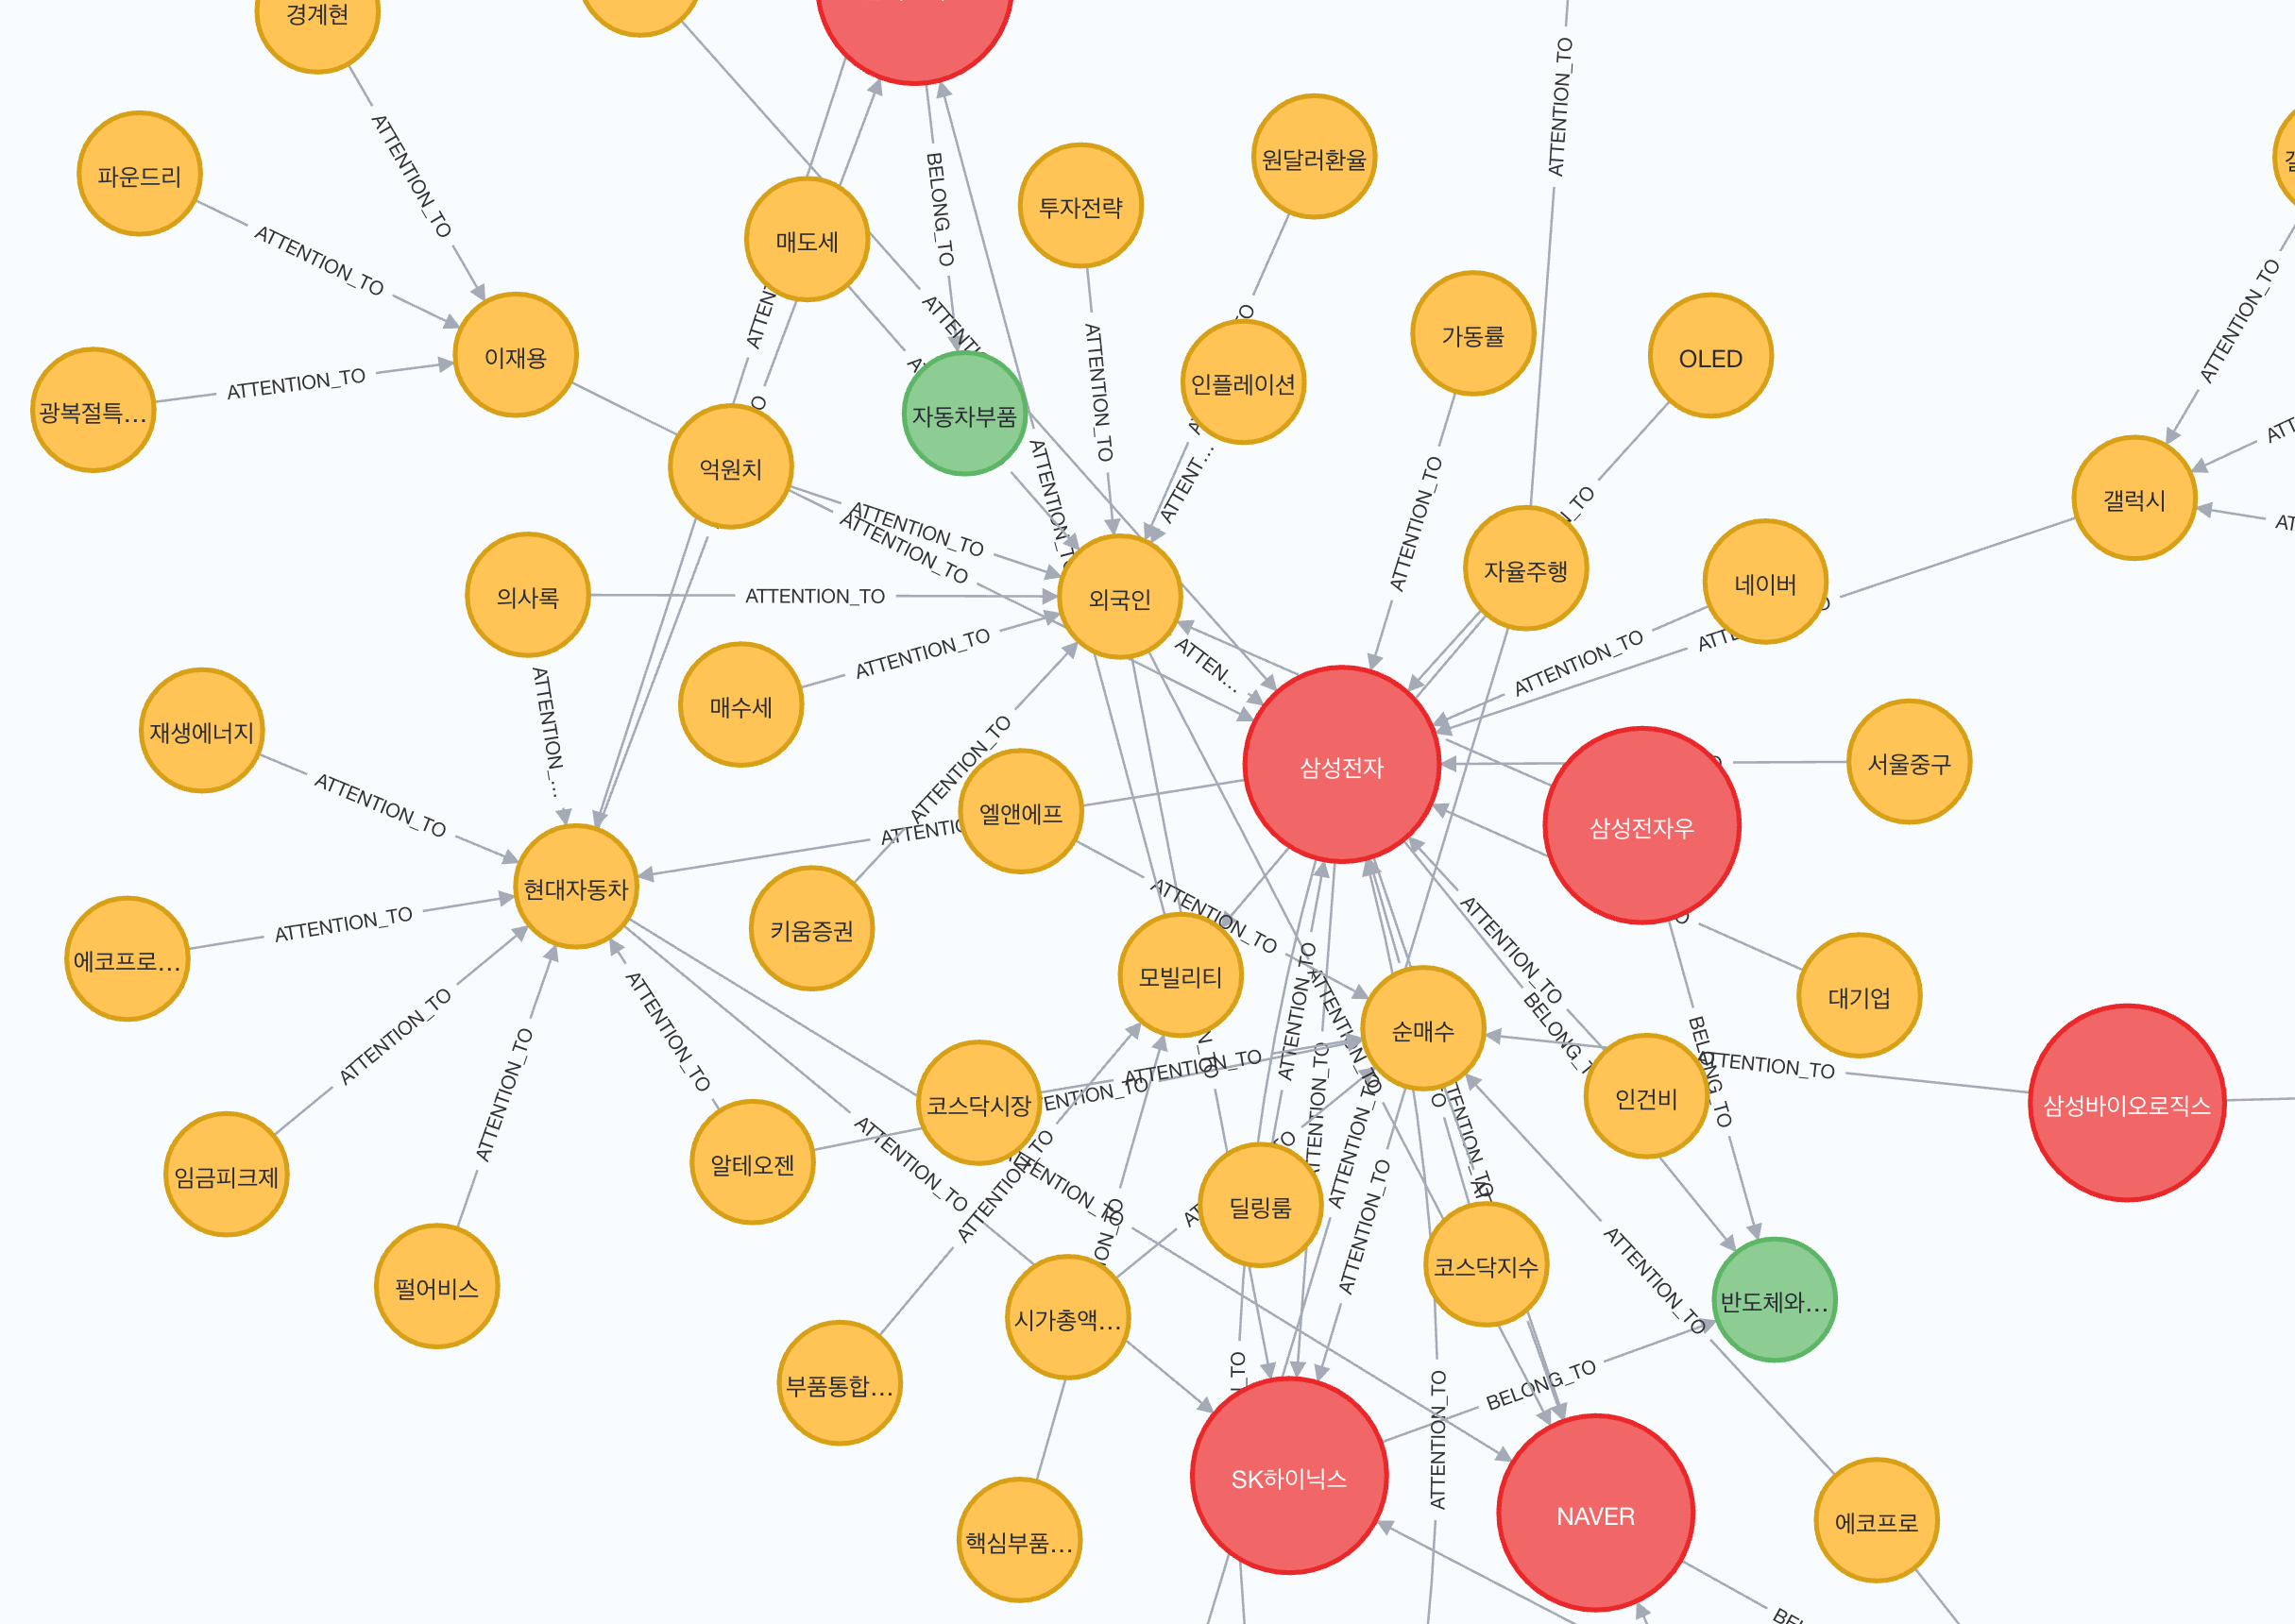 경계현
ATTENTION_TO
파운드리
ATTENTION_TO
BELONG_TO
원달러환율
투자전략
매도세
ATTENTION_TO
이재용
가동률
OLED
ATTENTION_TO
광복절특...
ATTENTION_TO
자동차부품
ATTENTION_TO
인플레이션
ATTENT...
갤럭시
억원치
ATTENTION_TO
ATTENTION_TO
ATTENTION_TO
자율주행
네이버
의사록
ATTENTION_TO
외국인
ATTEN...
ATTENTION_TO
매수세
ATTENTION_TO
ATTENTION_...
재생에너지
ATTENTION_TO
삼성전자
삼성전자우
서울중구
ATTENTION_TO
엘앤에프
현대자동차
키움증권
ATTENTION_TO
ATTENTION_TO
에코프로...
ATTENTION_TO
모빌리티
순매수
대기업
ATTENTION_TO
ATTENTION_TO
ATTENTION_TO
ATTENTION_TO
ATTENTION_TO
BELONG_TO
인건비
ATTENTION_TO
삼성바이오로직스
코스닥시장
ATTENTION_TO
알테오젠
임금피크제
ATTENTION_TO
ATTENTION_TO
ATTENTION_TO
딜링룸
ATTENTION_TO
ATTENTION_TO
코스닥지수
ATTENTION_TO
반도체와...
펄어비스
시가총액...
부품통합...
BELONG_TO
ATTENTION_TO
SK하이닉스
NAVER
에코프로
핵심부품...